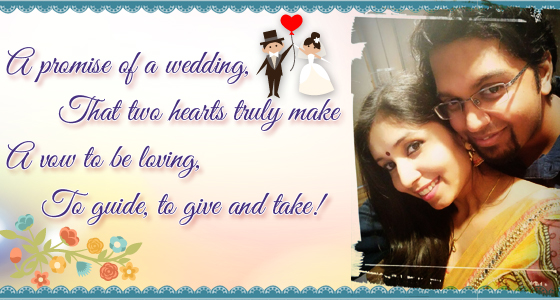 A promise of a wedding,
That two hearts truly make
A vow to be loving,
To guide, to give and take!